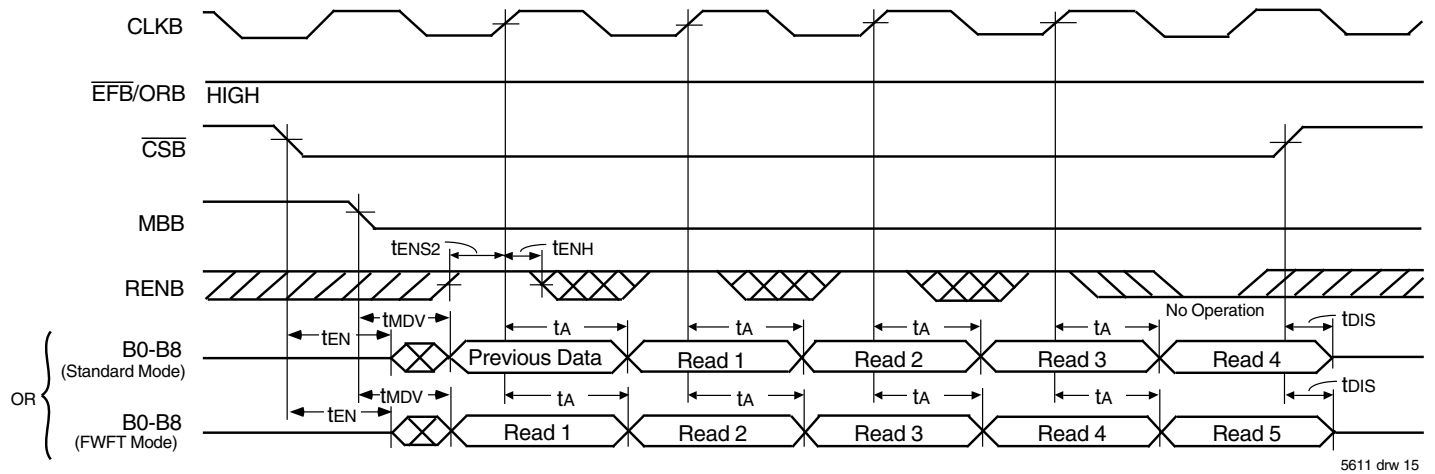 CLKB
EFB/ORB HIGH
CSB
MBB
tENS2 tENH
RENB
No Operation
tMDV
tEN tA tA tA tA tDIS
B0-B8 Previous Data Read 1 Read 2 Read 3 Read 4
(Standard Mode)
OR
tMDV
tEN tA tA tA tA tDIS
B0-B8 Read 1 Read 2 Read 3 Read 4 Read 5
(FWFT Mode)
5611 drw 15